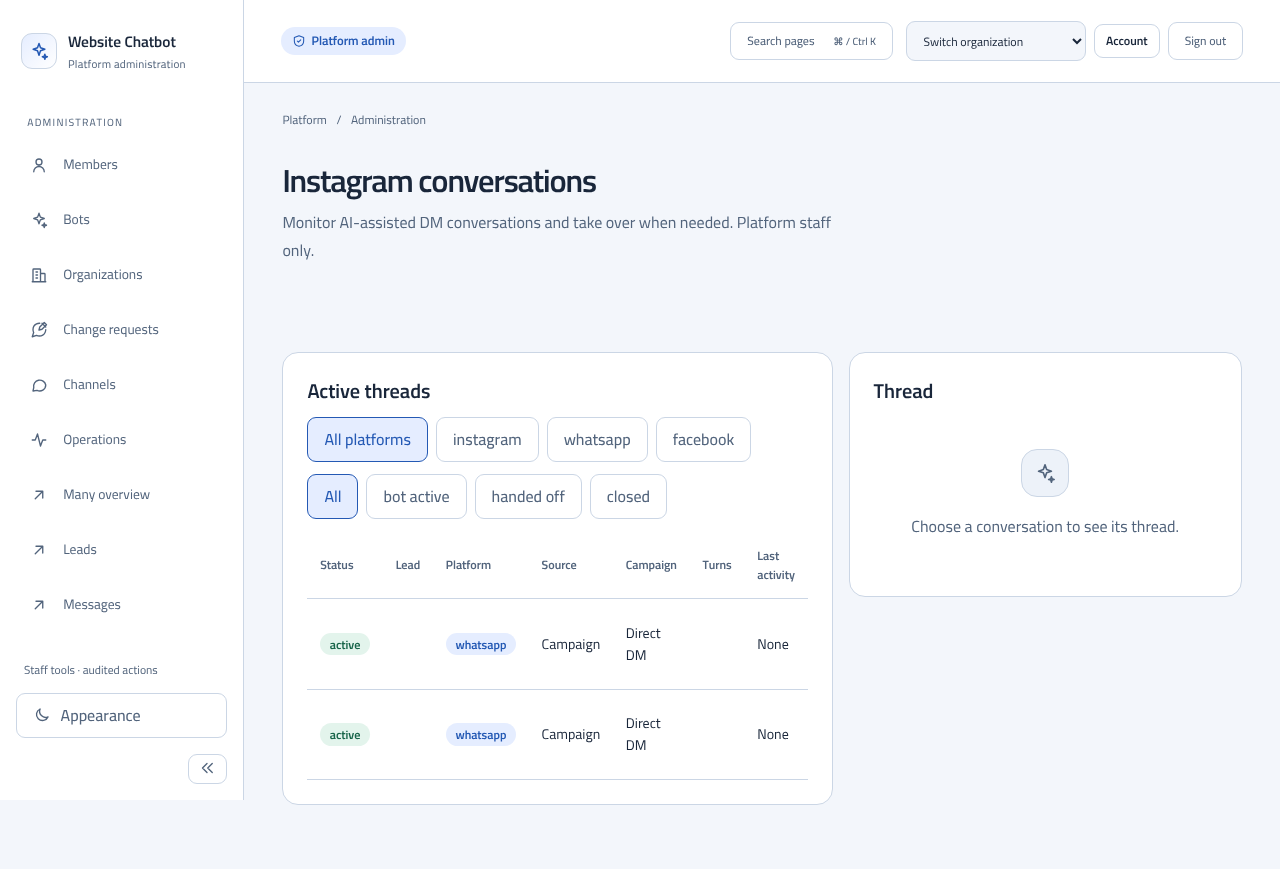 Website Chatbot
Platform administration
ADMINISTRATION
Members
Bots
Organizations
Change requests
Channels
Operations
Many overview
Leads
Messages
Staff tools · audited actions
Appearance
Platform admin
Search pages ⌘ / Ctrl K
Switch organization
Account
Sign out
Platform / Administration
Instagram conversations
Monitor AI-assisted DM conversations and take over when needed. Platform staff
only.
Active threads
All platforms instagram whatsapp facebook
All bot active handed off closed
Status Lead Platform Source Campaign Turns Last
activity
active whatsapp Campaign Direct
DM None
active whatsapp Campaign Direct
DM None
Thread
Choose a conversation to see its thread.